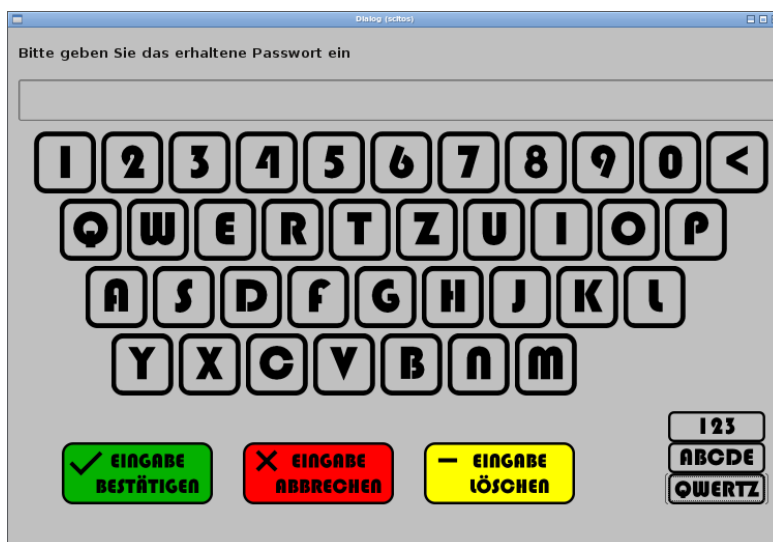 Dialog (scitos)
Bitte geben Sie das erhaltene Passwort ein
1 2 3 4 5 6 7 8 9 0 <
Q W E R T Z U I O P
A S D F G H J K L
Y X C V B N M
123
ABCDE
QWERTZ
EINGABE
BESTÄTIGEN
EINGABE
ABBRECHEN
EINGABE
LÖSCHEN